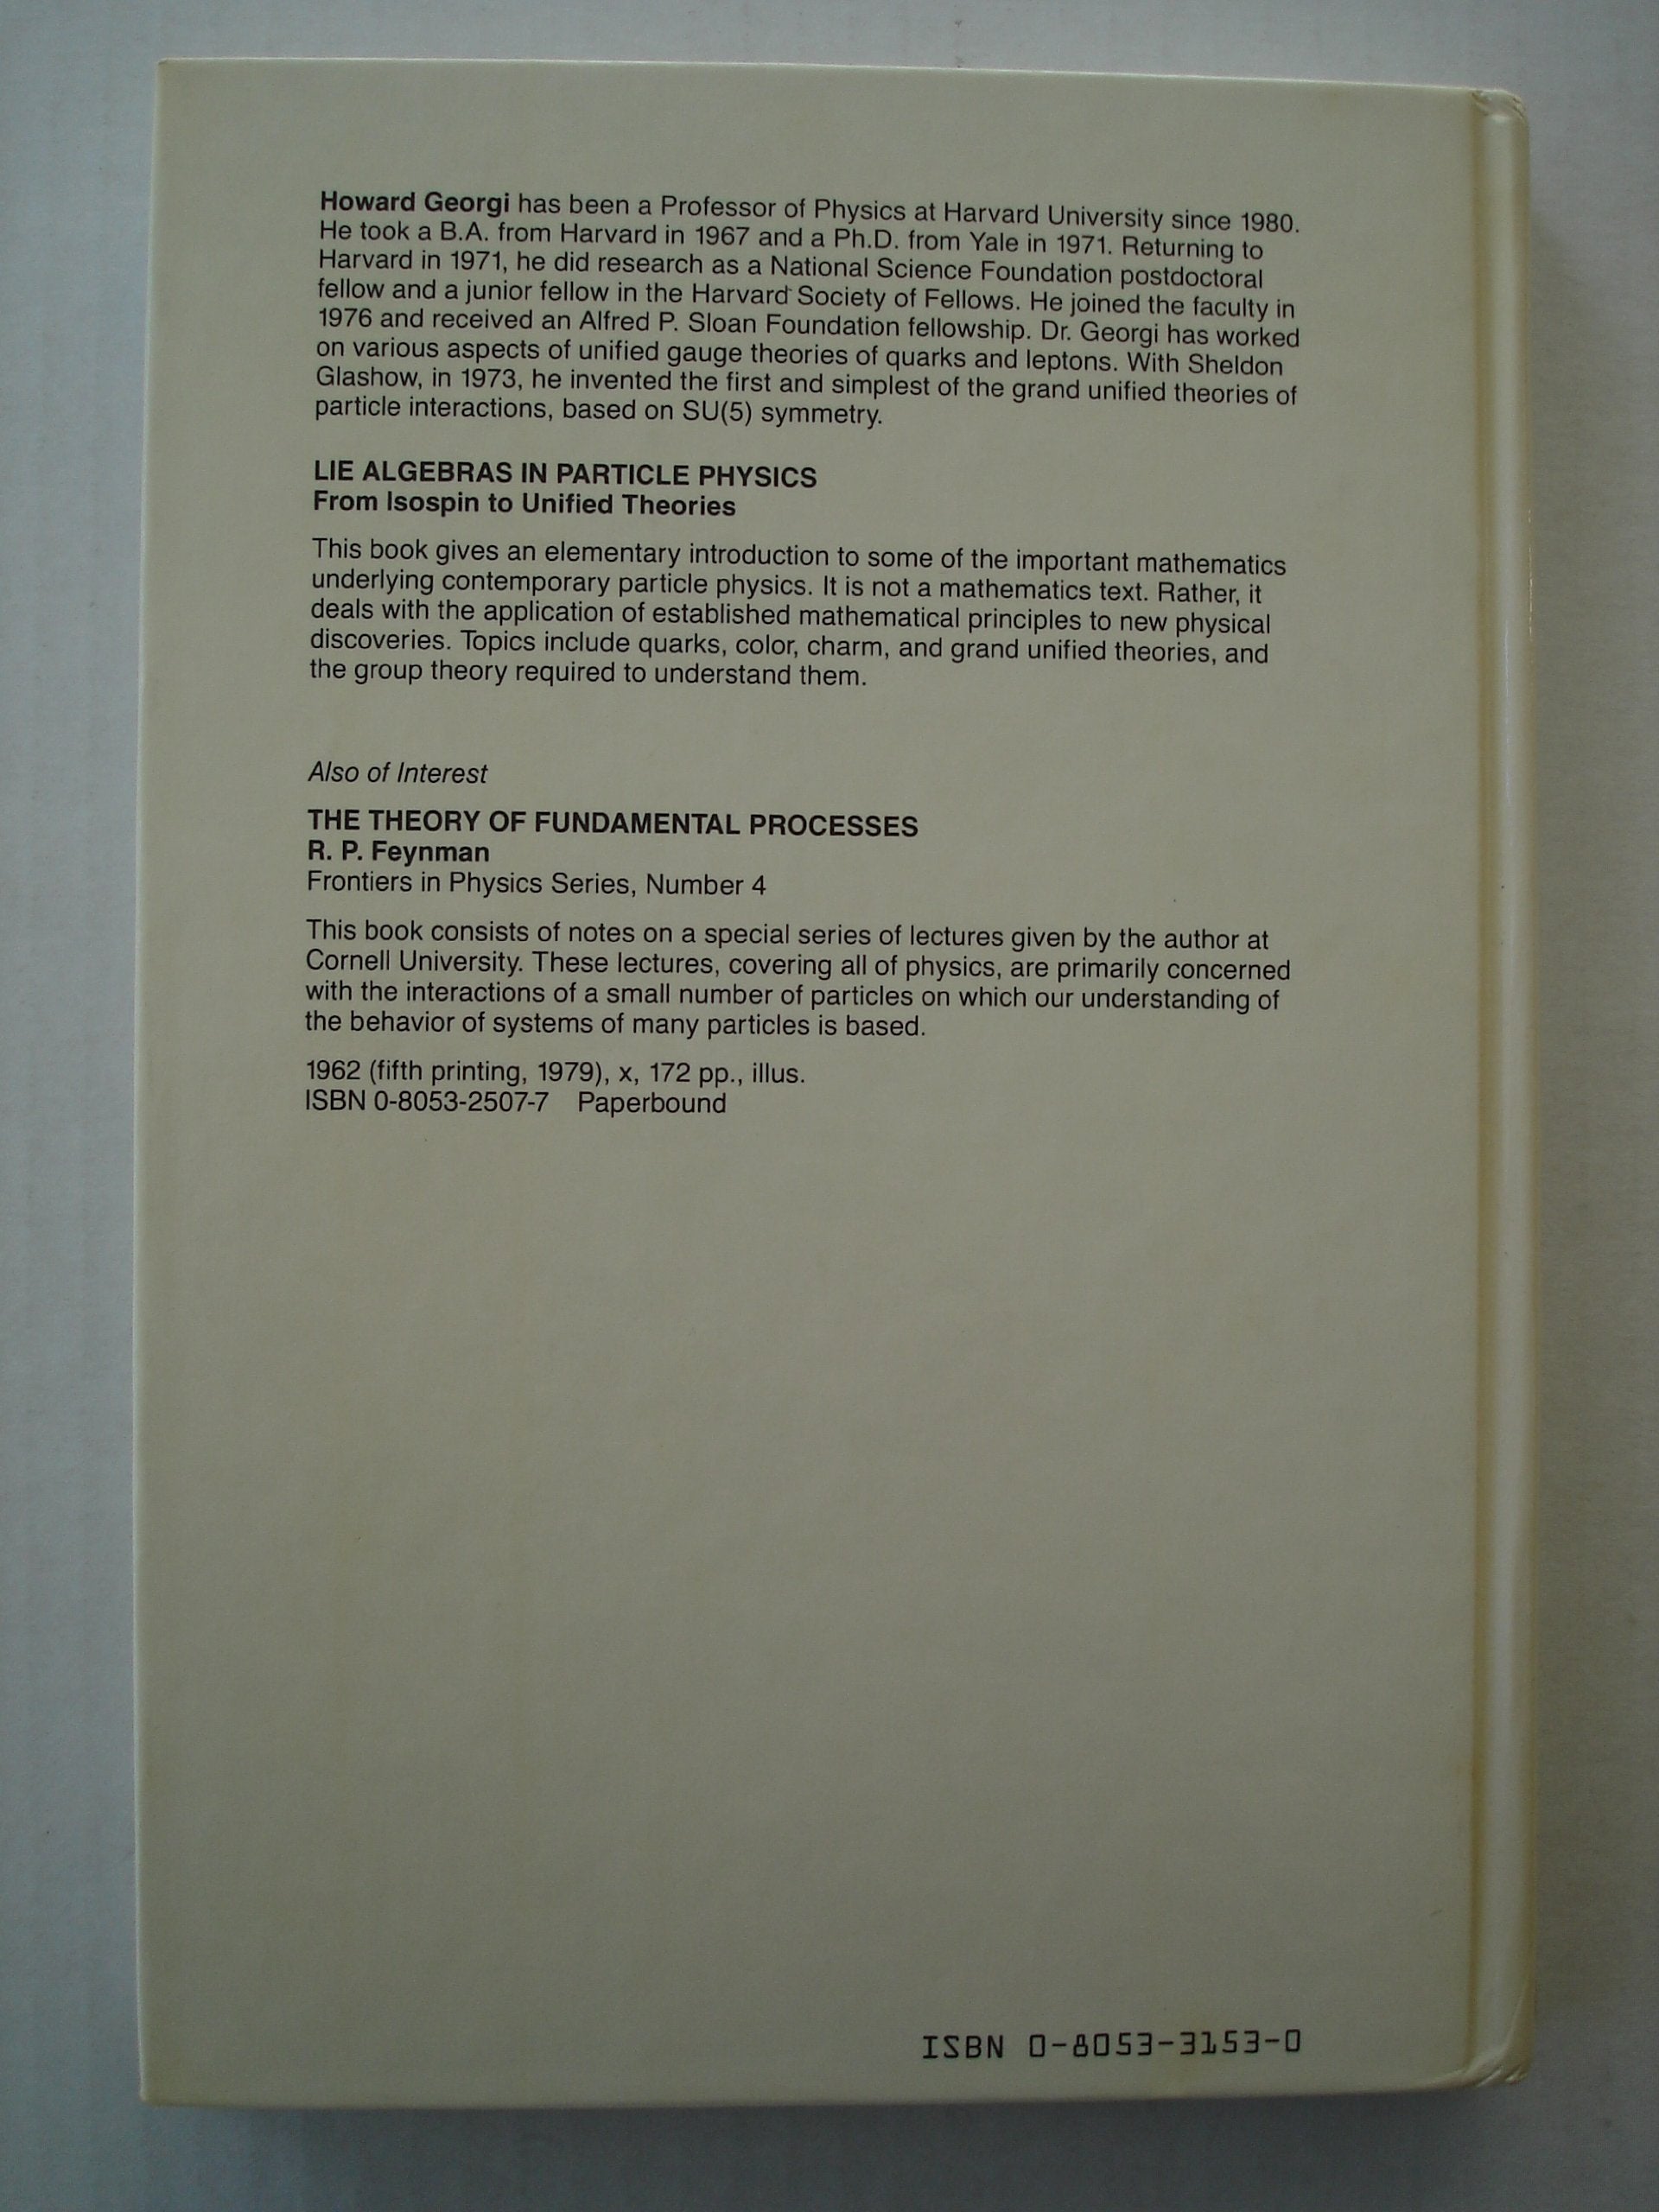 Howard Georgi has been a Professor of Physics at Harvard University since 1980.
He took a B.A. from Harvard in 1967 and a Ph.D. from Yale in 1971. Returning to
Harvard in 1971, he did research as a National Science Foundation postdoctoral
fellow and a junior fellow in the Harvard Society of Fellows. He joined the faculty in
1976 and received an Alfred P. Sloan Foundation fellowship. Dr. Georgi has worked
on various aspects of unified gauge theories of quarks and leptons. With Sheldon
Glashow, in 1973, he invented the first and simplest of the grand unified theories of
particle interactions, based on SU(5) symmetry.
LIE ALGEBRAS IN PARTICLE PHYSICS
From Isospin to Unified Theories
This book gives an elementary introduction to some of the important mathematics
underlying contemporary particle physics. It is not a mathematics text. Rather, it
deals with the application of established mathematical principles to new physical
discoveries. Topics include quarks, color, charm, and grand unified theories, and
the group theory required to understand them.
Also of Interest
THE THEORY OF FUNDAMENTAL PROCESSES
R. P. Feynman
Frontiers in Physics Series, Number 4
This book consists of notes on a special series of lectures given by the author at
Cornell University. These lectures, covering all of physics, are primarily concerned
with the interactions of a small number of particles on which our understanding of
the behavior of systems of many particles is based.
1962 (fifth printing, 1979), x, 172 pp., illus.
ISBN 0-8053-2507-7 Paperbound
ISBN 0-8053-3153-0